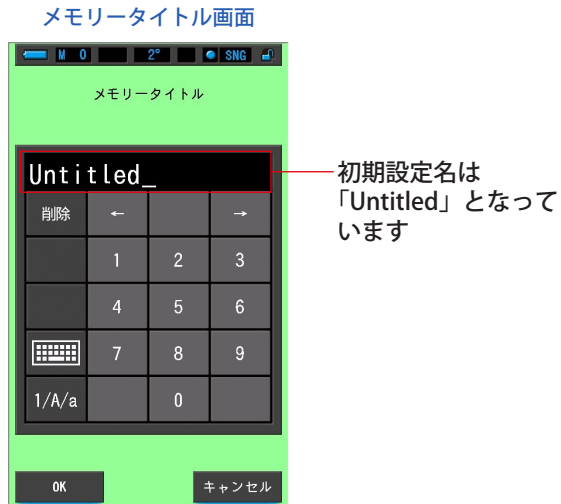 メモリータイトル画面
M 0 2° SNG
メモリータイトル
Untitled_
初期設定名は
「Untitled」となって
います
削除 ← →
1 2 3
4 5 6
7 8 9
1/A/a 0
OK キャンセル